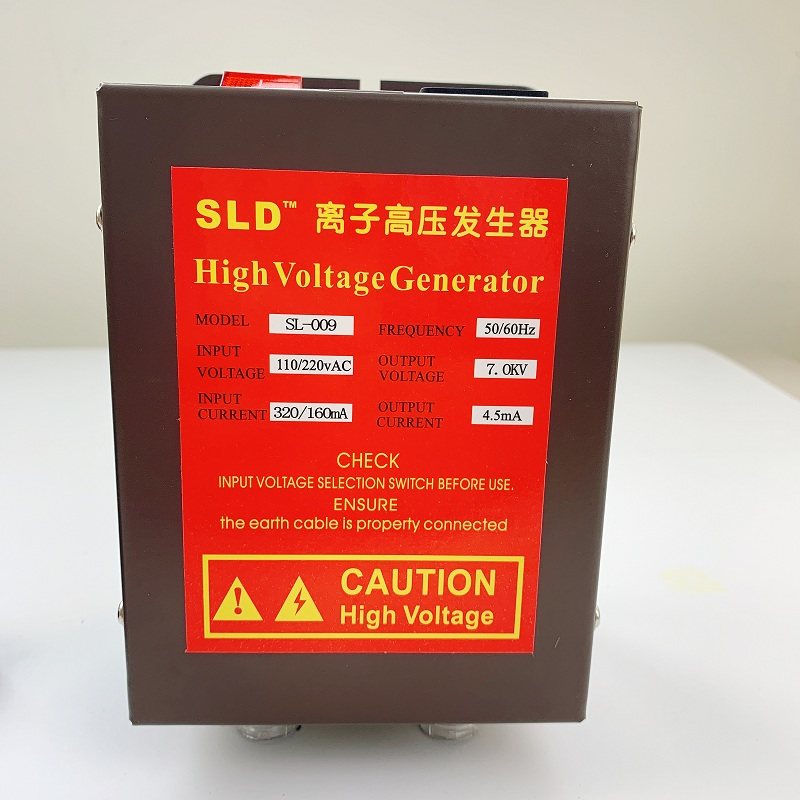 SLD™ 离子高压发生器
High Voltage Generator
MODEL SL-009 FREQUENCY 50/60Hz
INPUT VOLTAGE 110/220vAC OUTPUT VOLTAGE 7.0KV
INPUT CURRENT 320/160mA OUTPUT CURRENT 4.5mA
CHECK
INPUT VOLTAGE SELECTION SWITCH BEFORE USE.
ENSURE
the earth cable is property connected
CAUTION
High Voltage